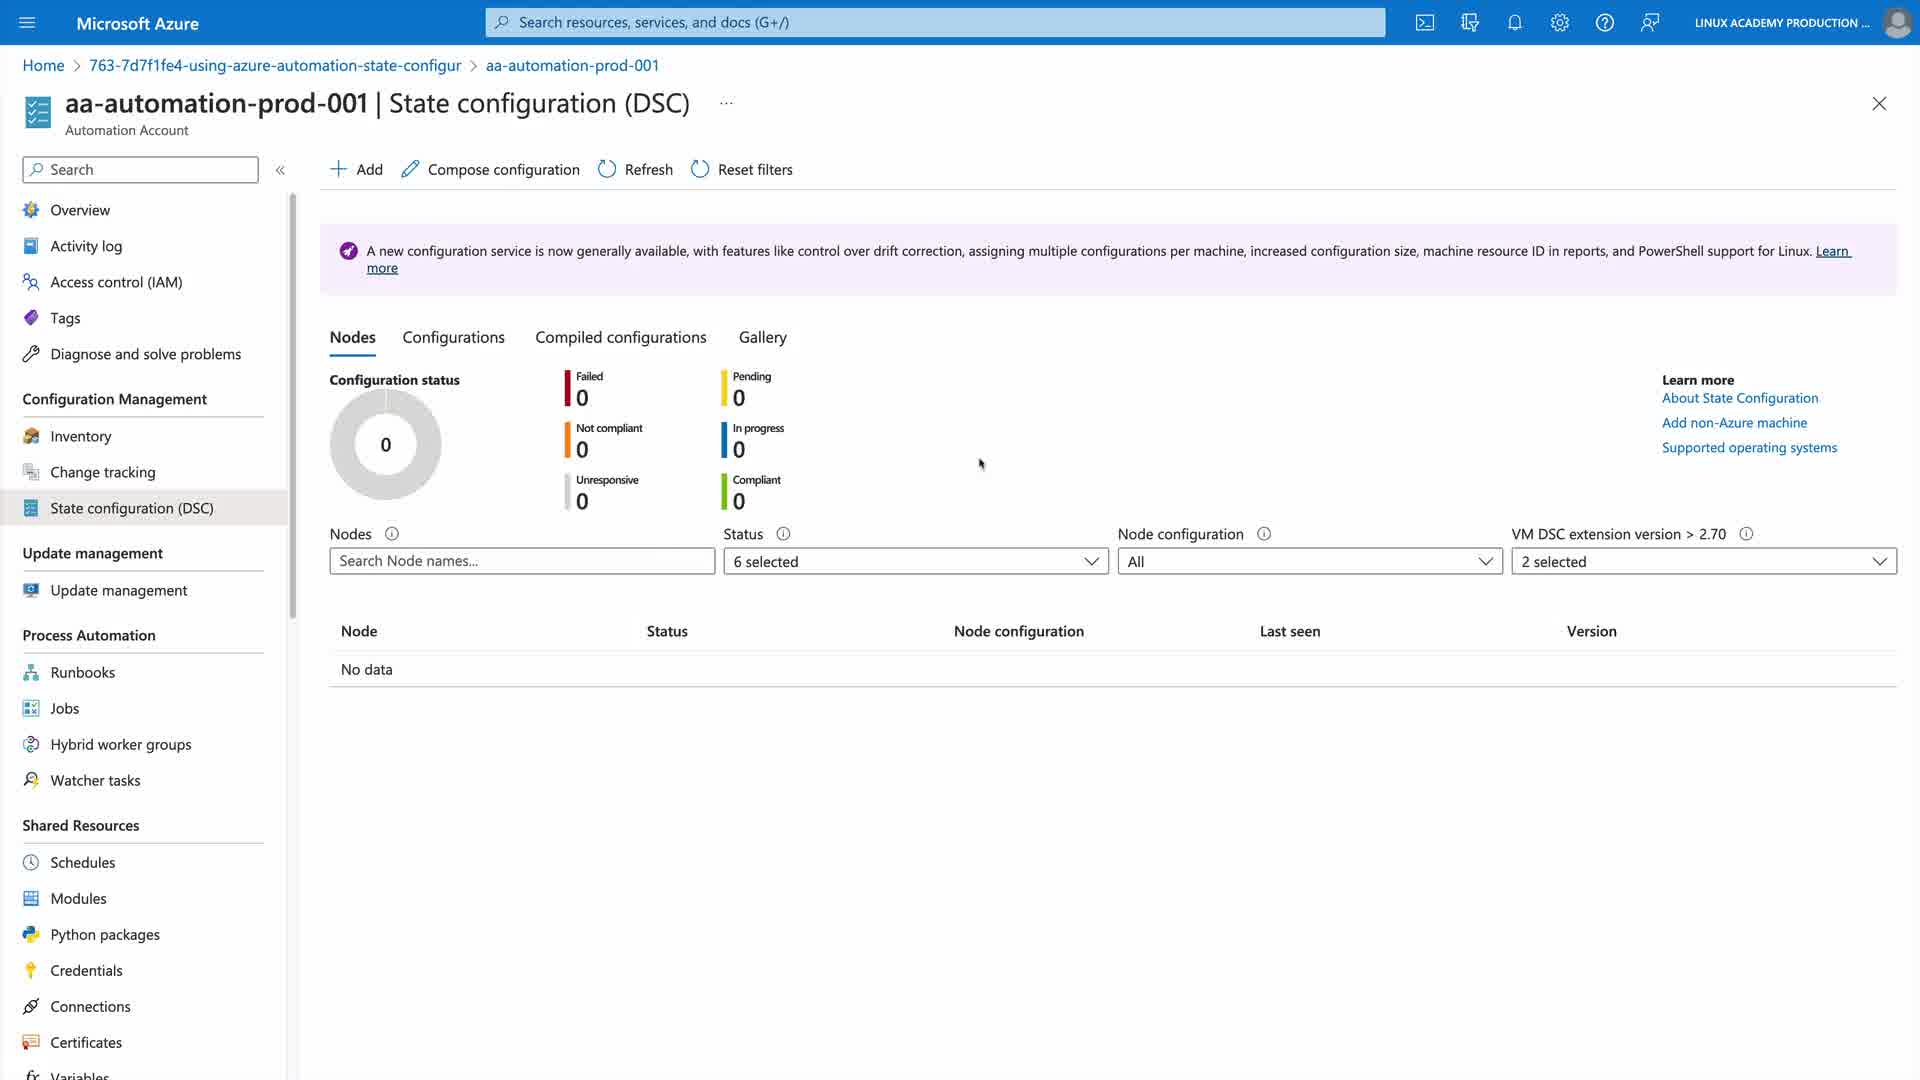 Microsoft Azure
Search resources, services, and docs (G+/)
LINUX ACADEMY PRODUCTION ...
Home > 763-7d7f1fe4-using-azure-automation-state-configur > aa-automation-prod-001
aa-automation-prod-001 | State configuration (DSC) ...
Automation Account
Search
Overview
Activity log
Access control (IAM)
Tags
Diagnose and solve problems
Configuration Management
Inventory
Change tracking
State configuration (DSC)
Update management
Update management
Process Automation
Runbooks
Jobs
Hybrid worker groups
Watcher tasks
Shared Resources
Schedules
Modules
Python packages
Credentials
Connections
Certificates
Variables
Add
Compose configuration
Refresh
Reset filters
A new configuration service is now generally available, with features like control over drift correction, assigning multiple configurations per machine, increased configuration size, machine resource ID in reports, and PowerShell support for Linux. Learn
more
Nodes
Configurations
Compiled configurations
Gallery
Configuration status
0
Failed
0
Pending
0
Not compliant
0
In progress
0
Unresponsive
0
Compliant
0
Learn more
About State Configuration
Add non-Azure machine
Supported operating systems
Nodes
Search Node names...
Status
6 selected
Node configuration
All
VM DSC extension version > 2.70
2 selected
Node Status Node configuration Last seen Version
No data